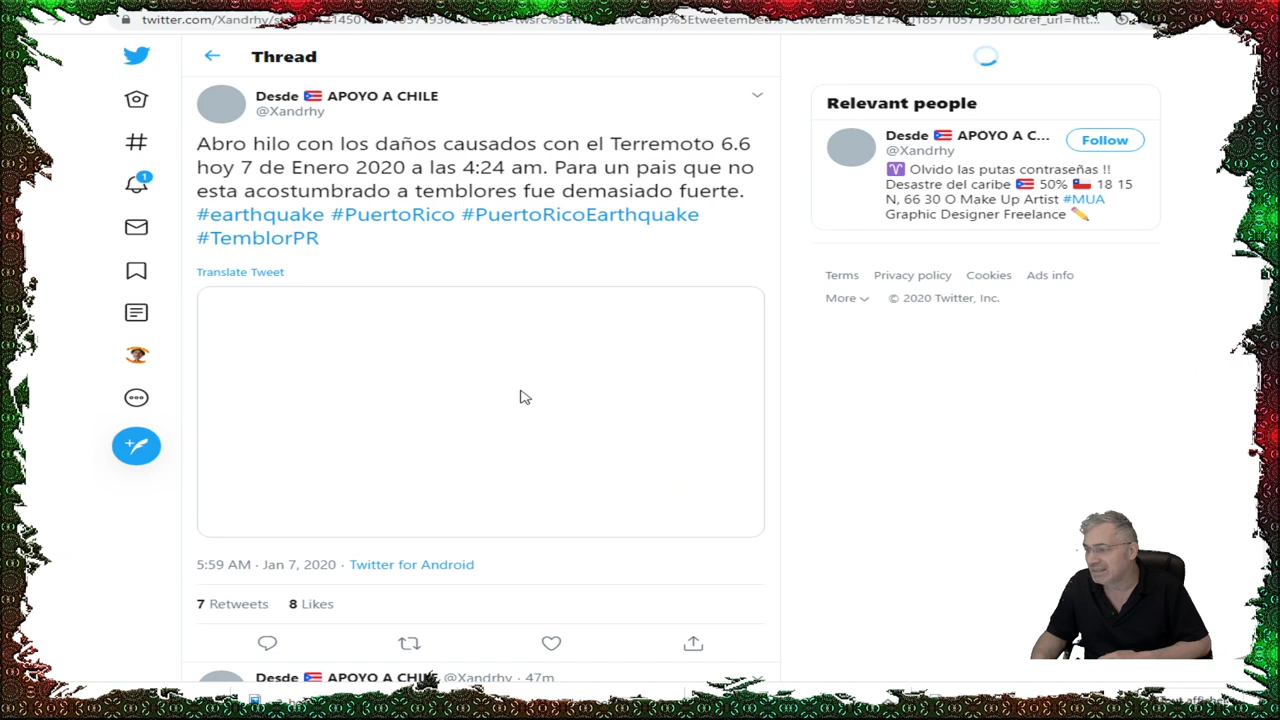 Thread
Desde APOYO A CHILE
@Xandrhy
Abro hilo con los daños causados con el Terremoto 6.6
hoy 7 de Enero 2020 a las 4:24 am. Para un pais que no
esta acostumbrado a temblores fue demasiado fuerte.
#earthquake #PuertoRico #PuertoRicoEarthquake
#TemblorPR
Translate Tweet
5:59 AM · Jan 7, 2020 · Twitter for Android
7 Retweets 8 Likes
Desde APOYO A CHILE @Xandrhy · 47m
1
Relevant people
Desde APOYO A C...
@Xandrhy
Follow
Olvido las putas contraseñas !!
Desastre del caribe 50% 18 15
N, 66 30 O Make Up Artist #MUA
Graphic Designer Freelance
Terms Privacy policy Cookies Ads info
More © 2020 Twitter, Inc.